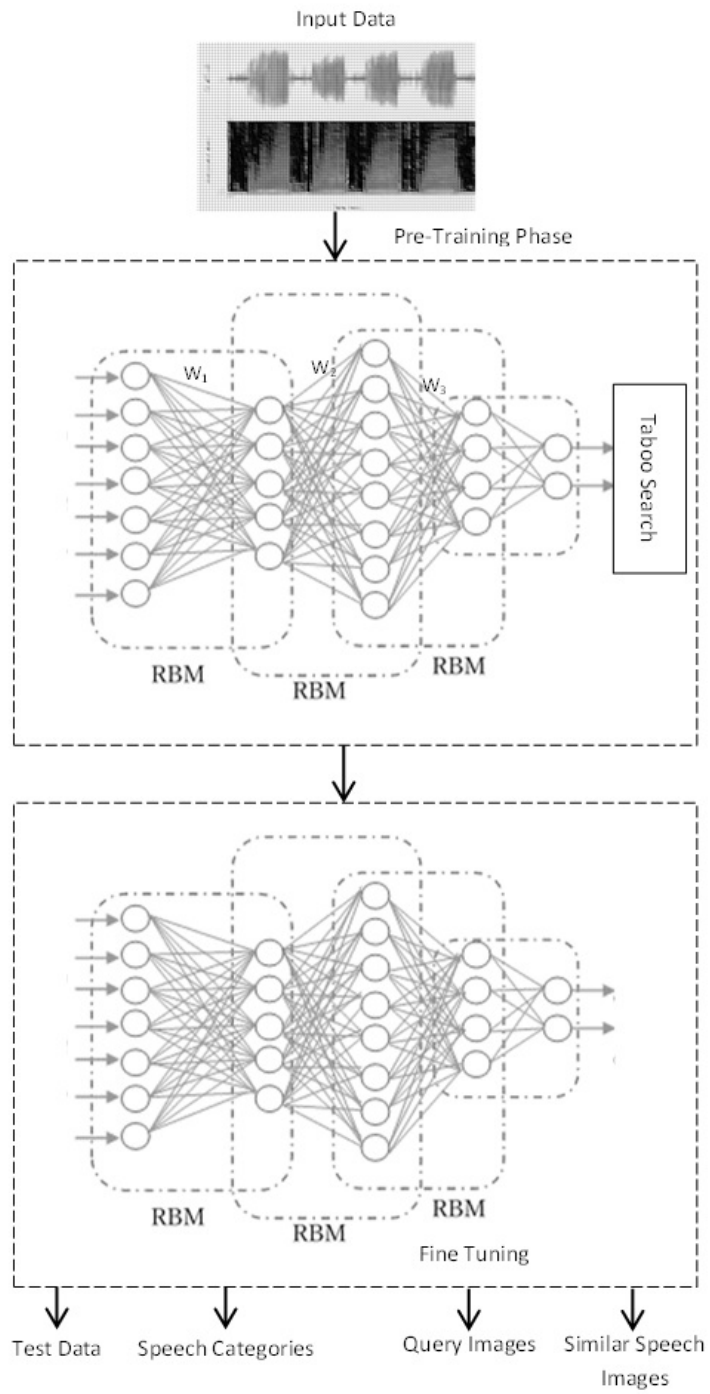 Input Data
Pre-Training Phase
W1
W2
W3
Taboo Search
RBM
RBM
RBM
RBM
RBM
RBM
Fine Tuning
Test Data
Speech Categories
Query Images
Similar Speech
Images